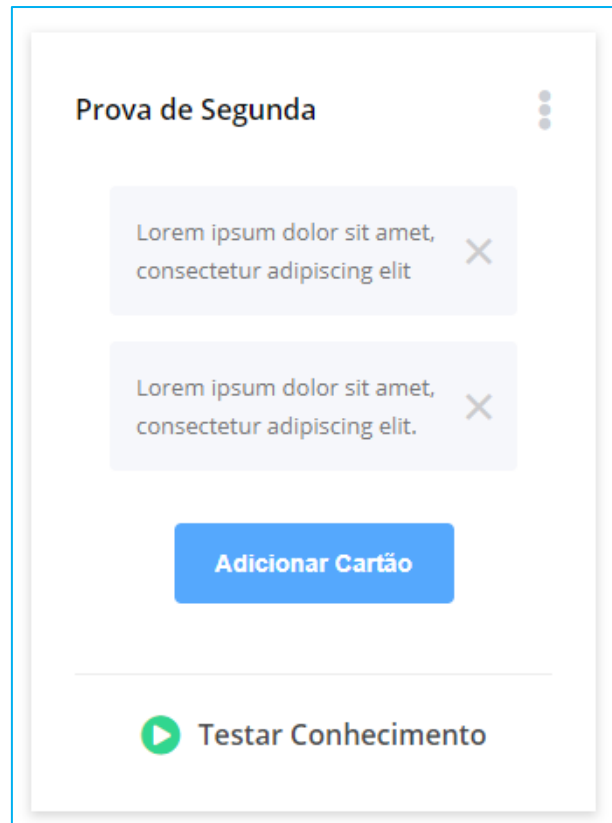 Prova de Segunda
Lorem ipsum dolor sit amet,
consectetur adipiscing elit
Lorem ipsum dolor sit amet,
consectetur adipiscing elit.
Adicionar Cartão
Testar Conhecimento